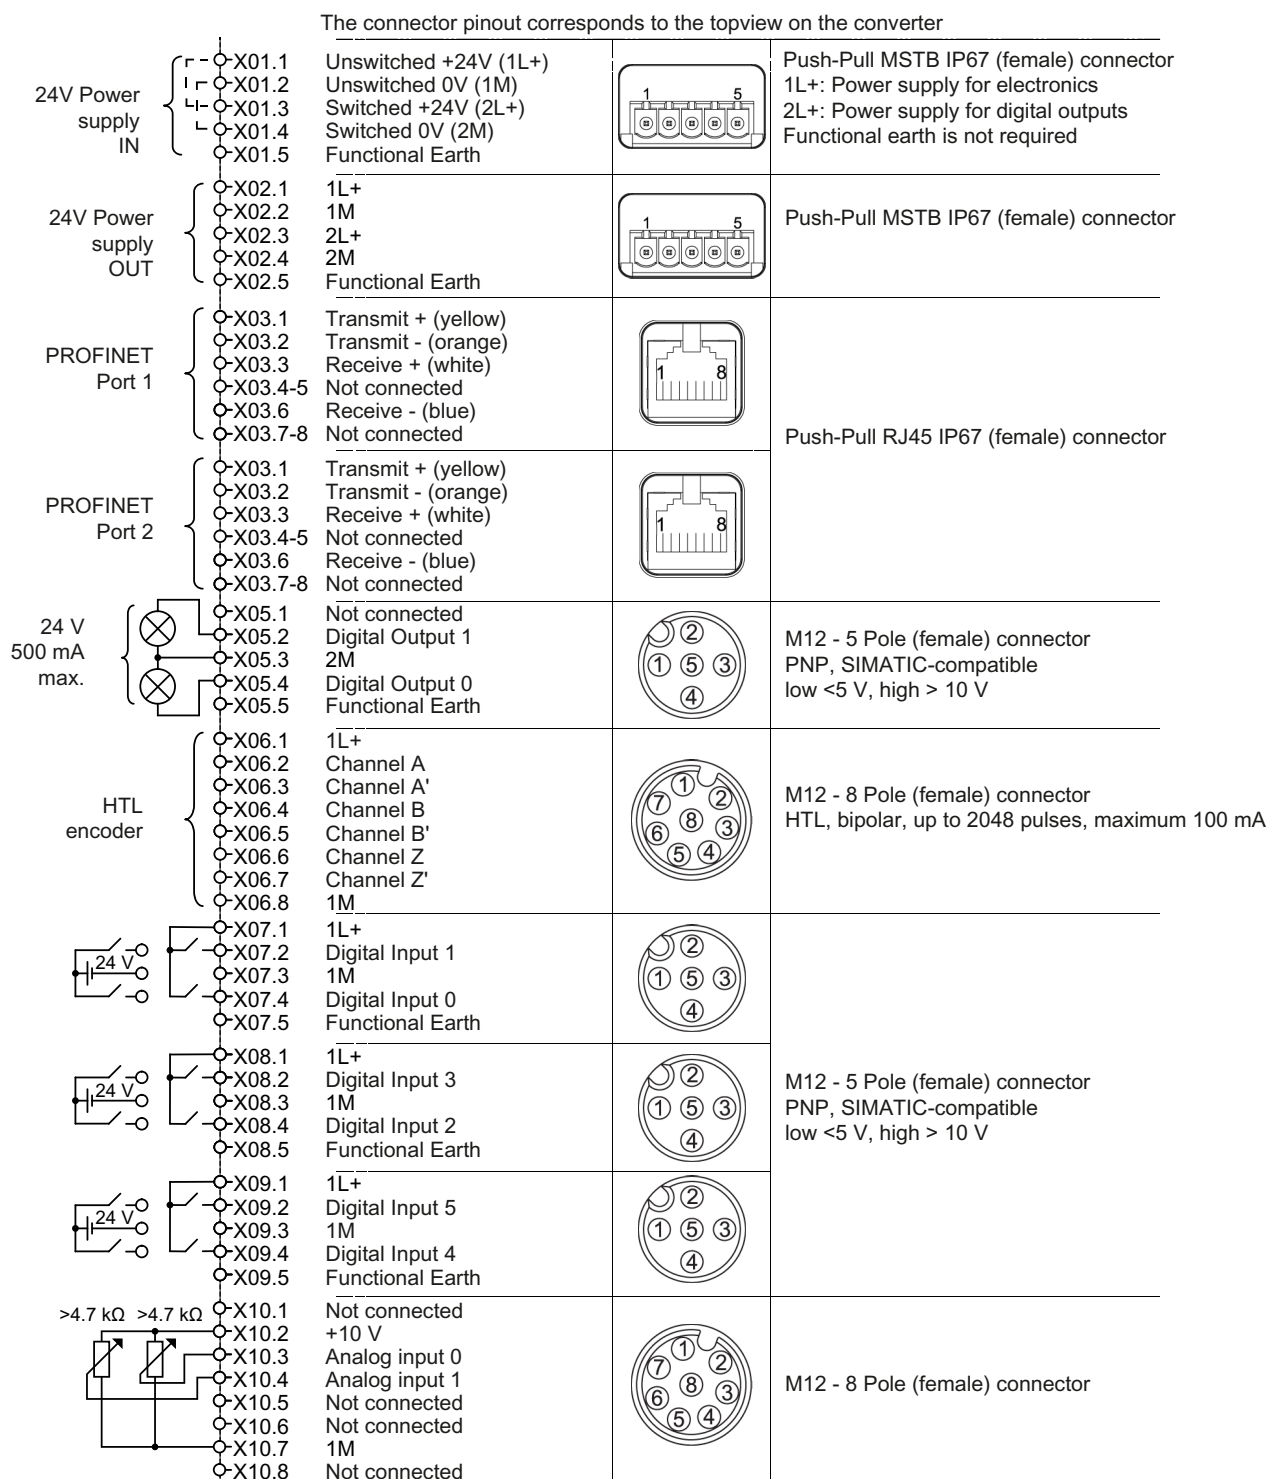 The connector pinout corresponds to the topview on the converter
24V Power
supply
IN
X01.1 Unswitched +24V (1L+)
X01.2 Unswitched 0V (1M)
X01.3 Switched +24V (2L+)
X01.4 Switched 0V (2M)
X01.5 Functional Earth
1 5
Push-Pull MSTB IP67 (female) connector
1L+: Power supply for electronics
2L+: Power supply for digital outputs
Functional earth is not required
24V Power
supply
OUT
X02.1 1L+
X02.2 1M
X02.3 2L+
X02.4 2M
X02.5 Functional Earth
1 5
Push-Pull MSTB IP67 (female) connector
PROFINET
Port 1
X03.1 Transmit + (yellow)
X03.2 Transmit - (orange)
X03.3 Receive + (white)
X03.4-5 Not connected
X03.6 Receive - (blue)
X03.7-8 Not connected
1 8
Push-Pull RJ45 IP67 (female) connector
PROFINET
Port 2
X03.1 Transmit + (yellow)
X03.2 Transmit - (orange)
X03.3 Receive + (white)
X03.4-5 Not connected
X03.6 Receive - (blue)
X03.7-8 Not connected
1 8
24 V
500 mA
max.
X05.1 Not connected
X05.2 Digital Output 1
X05.3 2M
X05.4 Digital Output 0
X05.5 Functional Earth
2
1 5 3
4
M12 - 5 Pole (female) connector
PNP, SIMATIC-compatible
low <5 V, high > 10 V
HTL
encoder
X06.1 1L+
X06.2 Channel A
X06.3 Channel A'
X06.4 Channel B
X06.5 Channel B'
X06.6 Channel Z
X06.7 Channel Z'
X06.8 1M
1
7 2
8
6 3
5 4
M12 - 8 Pole (female) connector
HTL, bipolar, up to 2048 pulses, maximum 100 mA
24 V
X07.1 1L+
X07.2 Digital Input 1
X07.3 1M
X07.4 Digital Input 0
X07.5 Functional Earth
2
1 5 3
4
24 V
X08.1 1L+
X08.2 Digital Input 3
X08.3 1M
X08.4 Digital Input 2
X08.5 Functional Earth
2
1 5 3
4
M12 - 5 Pole (female) connector
PNP, SIMATIC-compatible
low <5 V, high > 10 V
24 V
X09.1 1L+
X09.2 Digital Input 5
X09.3 1M
X09.4 Digital Input 4
X09.5 Functional Earth
2
1 5 3
4
>4.7 kΩ >4.7 kΩ
X10.1 Not connected
X10.2 +10 V
X10.3 Analog input 0
X10.4 Analog input 1
X10.5 Not connected
X10.6 Not connected
X10.7 1M
X10.8 Not connected
1
7 2
8
6 3
5 4
M12 - 8 Pole (female) connector